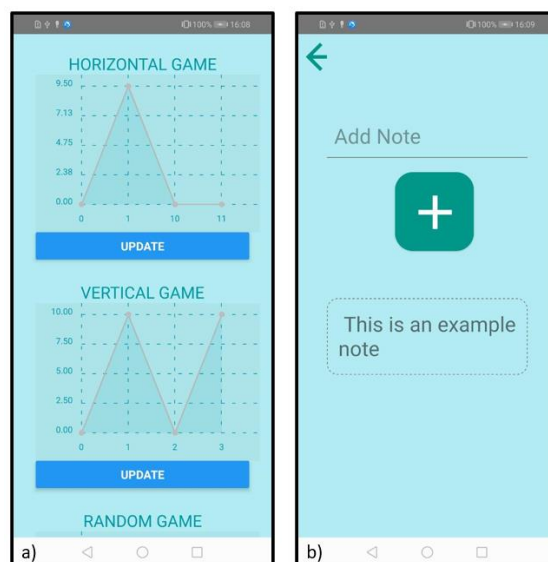 100% 16:08
HORIZONTAL GAME
9.50
7.13
4.75
2.38
0.00
0 1 10 11
UPDATE
VERTICAL GAME
10.00
7.50
5.00
2.50
0.00
0 1 2 3
UPDATE
RANDOM GAME
a)
100% 16:09
Add Note
+
This is an example
note
b)